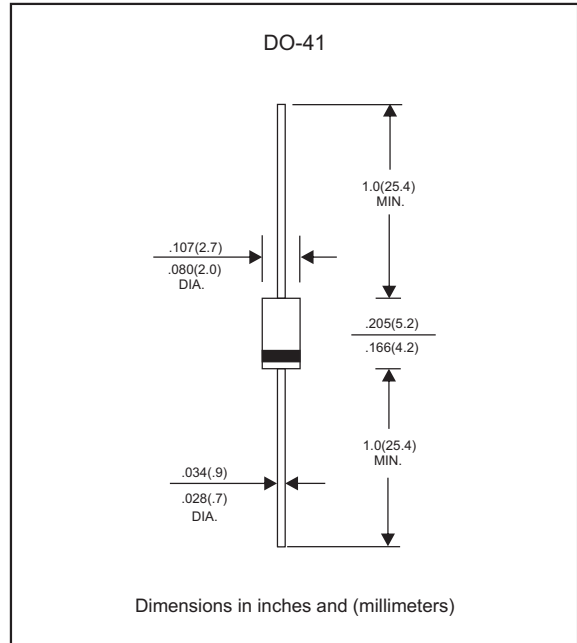 DO-41
1.0(25.4)
MIN.
.107(2.7)
.080(2.0)
DIA.
.205(5.2)
.166(4.2)
1.0(25.4)
MIN.
.034(.9)
.028(.7)
DIA.
Dimensions in inches and (millimeters)